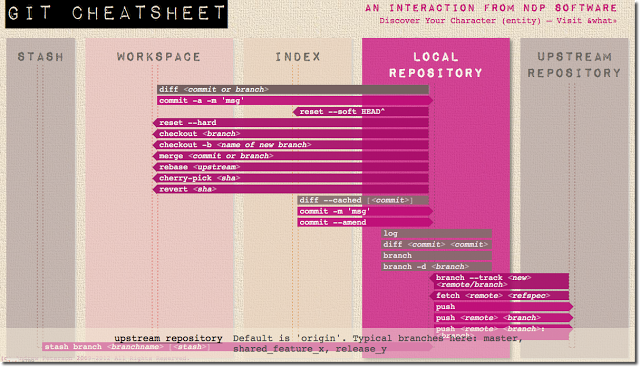 GIT CHEATSHEET
AN INTERACTION FROM NDP SOFTWARE
Discover Your Character (entity) — Visit &what»
STASH
WORKSPACE
INDEX
LOCAL
REPOSITORY
UPSTREAM
REPOSITORY
diff <commit or branch>
commit -a -m 'msg'
reset --soft HEAD^
reset --hard
checkout <branch>
checkout -b <name of new branch>
merge <commit or branch>
rebase <upstream>
cherry-pick <sha>
revert <sha>
diff --cached [<commit>]
commit -m 'msg'
commit --amend
log
diff <commit> <commit>
branch
branch -d <branch>
branch --track <new>
<remote/branch>
fetch <remote> <refspec>
push
push <remote> <branch>
push <remote> <branch>:
<branch>
upstream repository Default is 'origin'. Typical branches here: master,
shared_feature_x, release_y
stash branch <branchname> [<stash>]
All Rights Reserved.